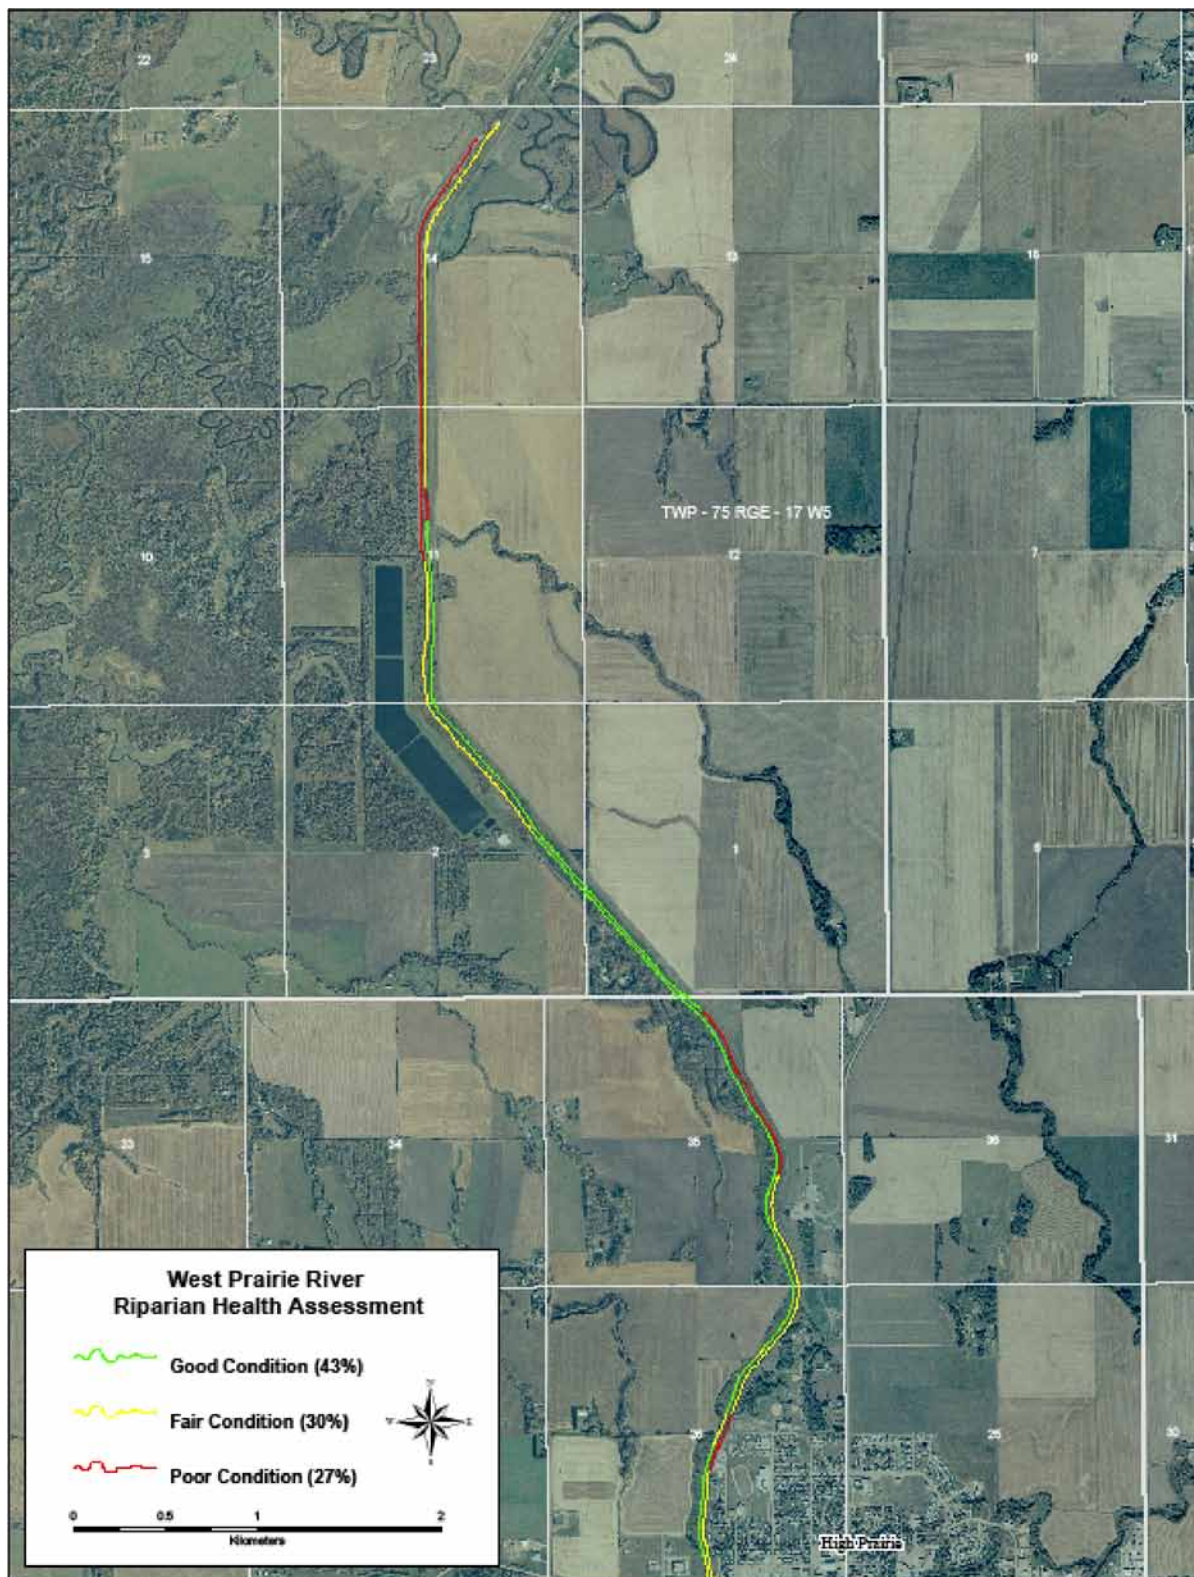 22
23
24
19
15
14
13
18
TWP - 75 RGE - 17 W5
10
11
12
7
3
2
1
6
33
34
35
36
31
West Prairie River
Riparian Health Assessment
Good Condition (43%)
Fair Condition (30%)
Poor Condition (27%)
0 0.5 1 2
Kilometers
26
25
30
High Prairie